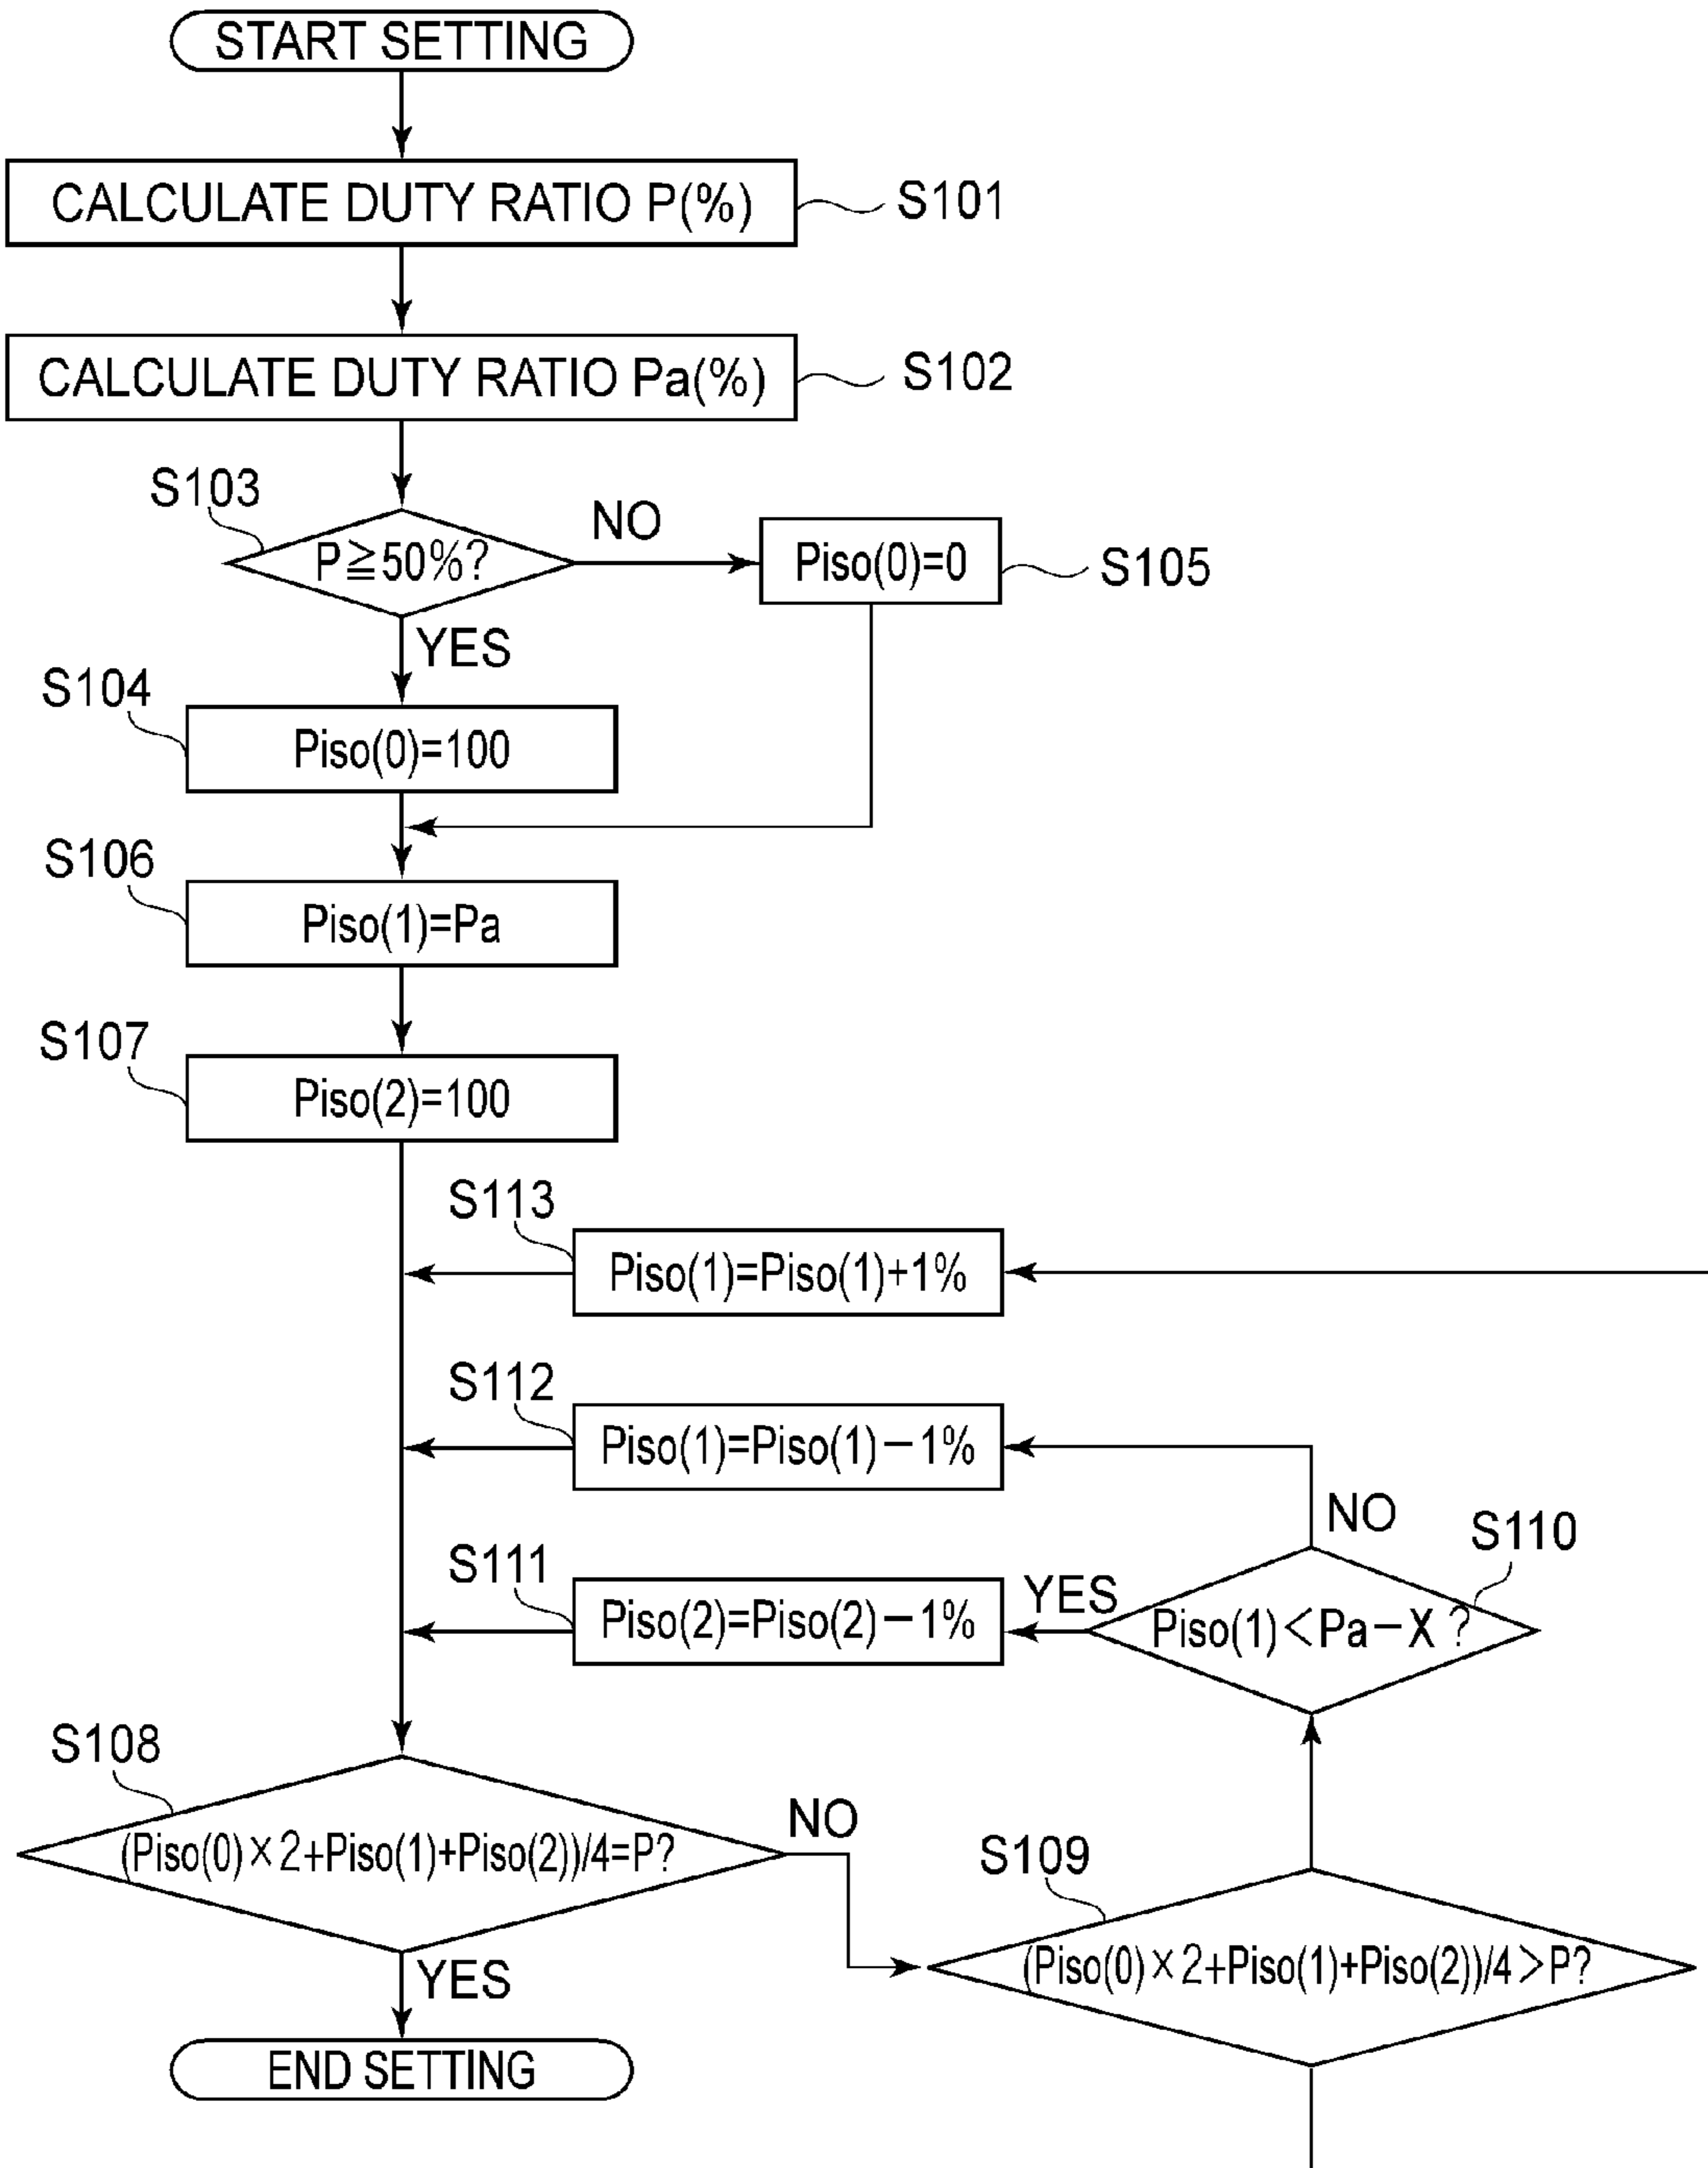 START SETTING
CALCULATE DUTY RATIO P(%)
S101
CALCULATE DUTY RATIO Pa(%)
S102
S103
P≧50%?
NO
Piso(0)=0
S105
YES
S104
Piso(0)=100
S106
Piso(1)=Pa
S107
Piso(2)=100
S113
Piso(1)=Piso(1)+1%
S112
Piso(1)=Piso(1)−1%
NO
S110
S111
Piso(2)=Piso(2)−1%
YES
Piso(1)<Pa−X ?
S108
(Piso(0)×2+Piso(1)+Piso(2))/4=P?
NO
S109
(Piso(0)×2+Piso(1)+Piso(2))/4>P?
YES
END SETTING